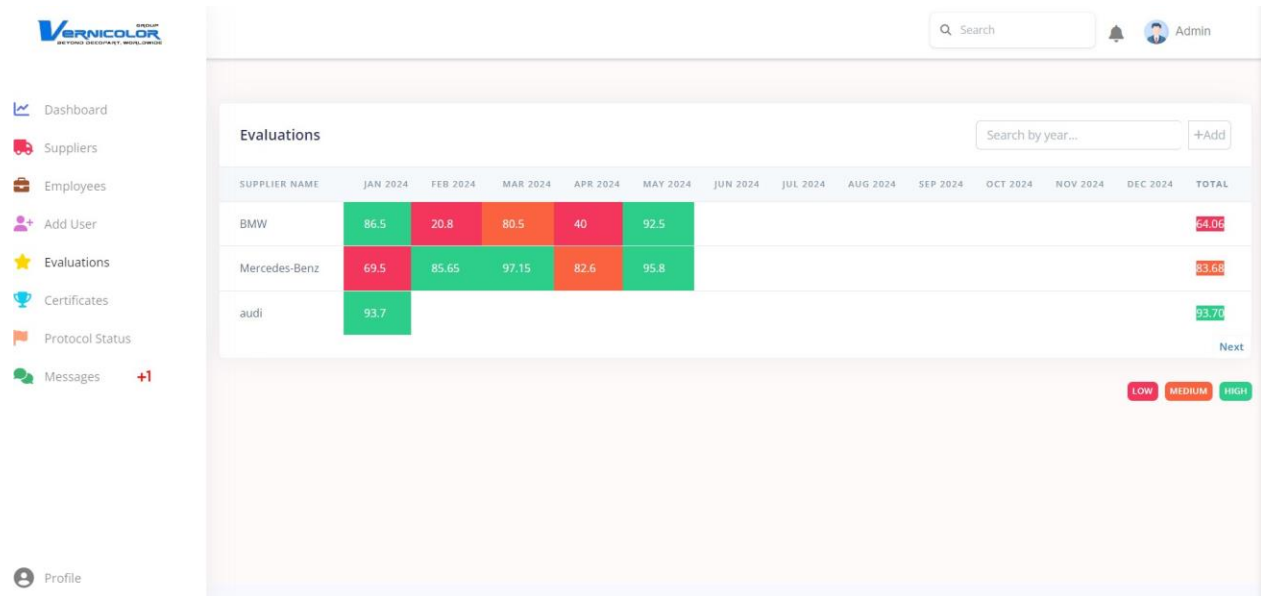 GROUP
VERNICOLOR
BEYOND DECOPART, WORLDWIDE
Search
Admin
Dashboard
Suppliers
Employees
Add User
Evaluations
Certificates
Protocol Status
Messages +1
Profile
Evaluations
Search by year...
+Add
SUPPLIER NAME JAN 2024 FEB 2024 MAR 2024 APR 2024 MAY 2024 JUN 2024 JUL 2024 AUG 2024 SEP 2024 OCT 2024 NOV 2024 DEC 2024 TOTAL
BMW 86.5 20.8 80.5 40 92.5 64.06
Mercedes-Benz 69.5 85.65 97.15 82.6 95.8 83.68
audi 93.7 93.70
Next
LOW MEDIUM HIGH